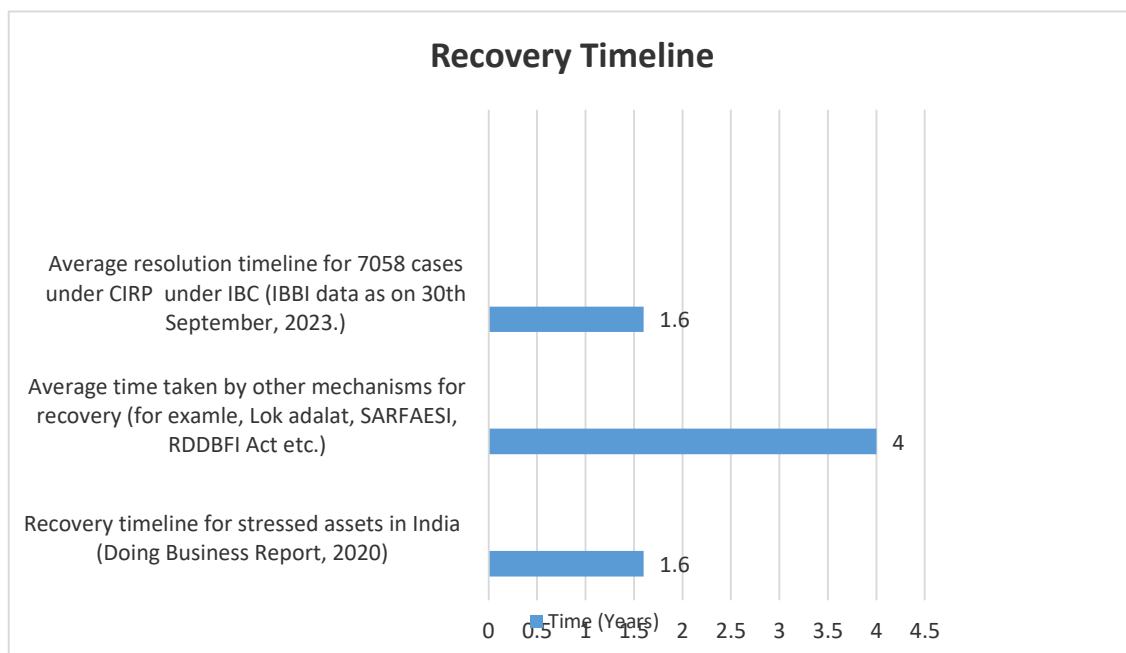 Recovery Timeline
Average resolution timeline for 7058 cases
under CIRP under IBC (IBBI data as on 30th
September, 2023.)
1.6
Average time taken by other mechanisms for
recovery (for examle, Lok adalat, SARFAESI,
RDDBFI Act etc.)
4
Recovery timeline for stressed assets in India
(Doing Business Report, 2020)
1.6
0 0.5 1 1.5 2 2.5 3 3.5 4 4.5
Time (Years)